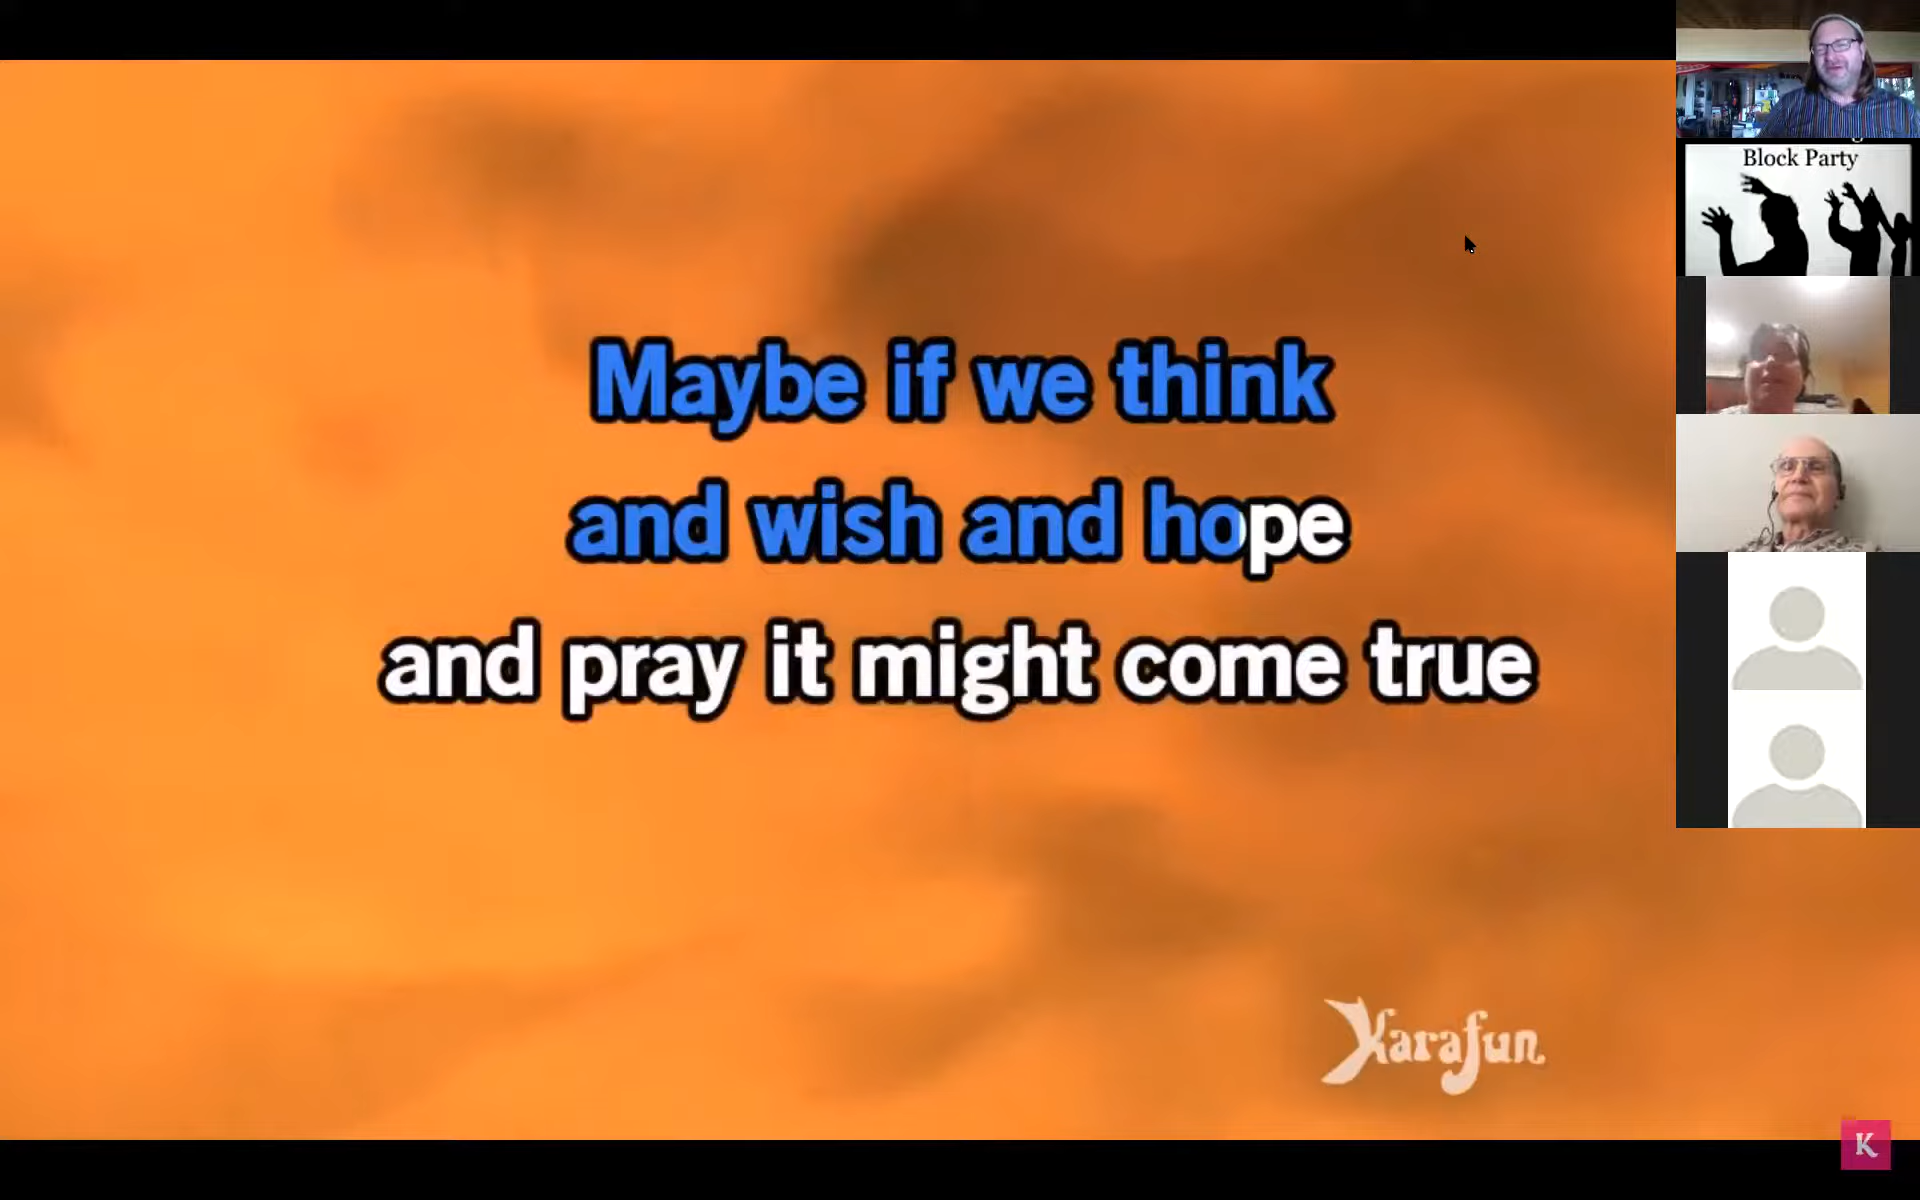 Maybe if we think
and wish and hope
and pray it might come true
Karafun
Block Party
K